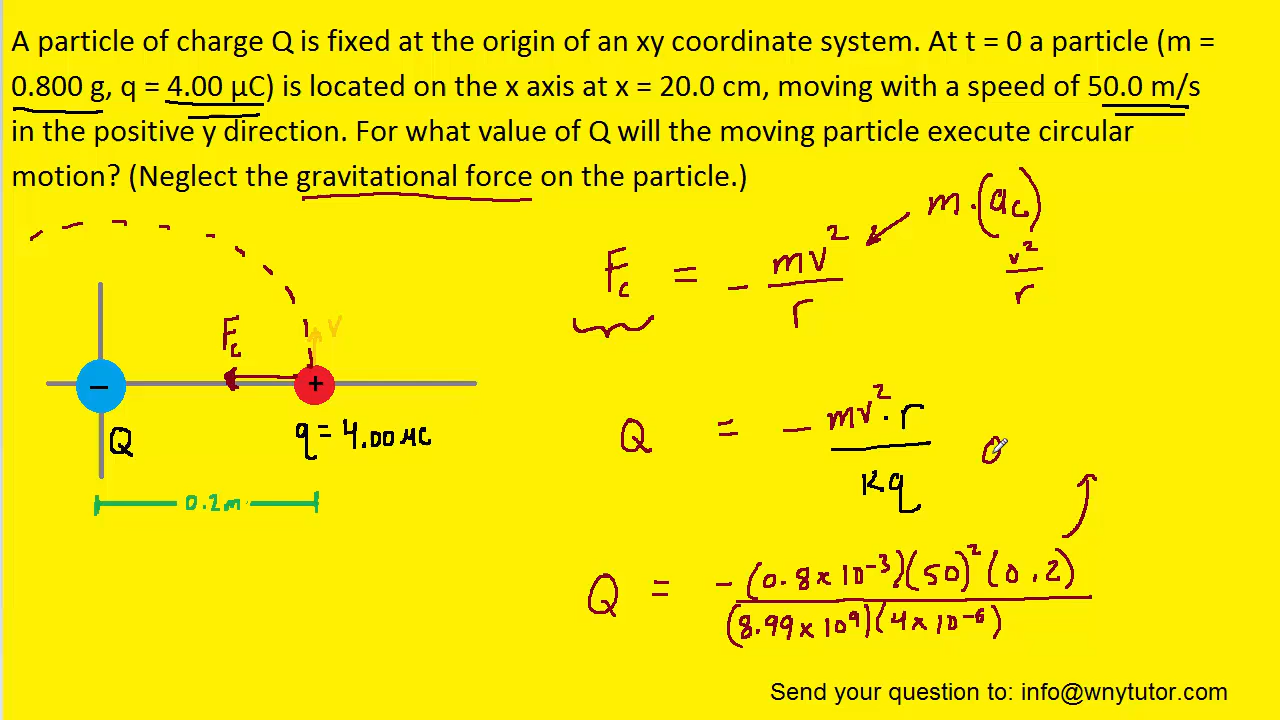 A particle of charge Q is fixed at the origin of an xy coordinate system. At t = 0 a particle (m =
0.800 g, q = 4.00 µC) is located on the x axis at x = 20.0 cm, moving with a speed of 50.0 m/s
in the positive y direction. For what value of Q will the moving particle execute circular
motion? (Neglect the gravitational force on the particle.)
m·(ac)
Fc = - mv²/r
v²/r
Fc
v
- +
Q
q = 4.00 µC
0.2m
Q = - mv²·r / kq
Q = -(0.8×10⁻³)(50)²(0.2) / (8.99×10⁹)(4×10⁻⁶)
Send your question to: info@wnytutor.com